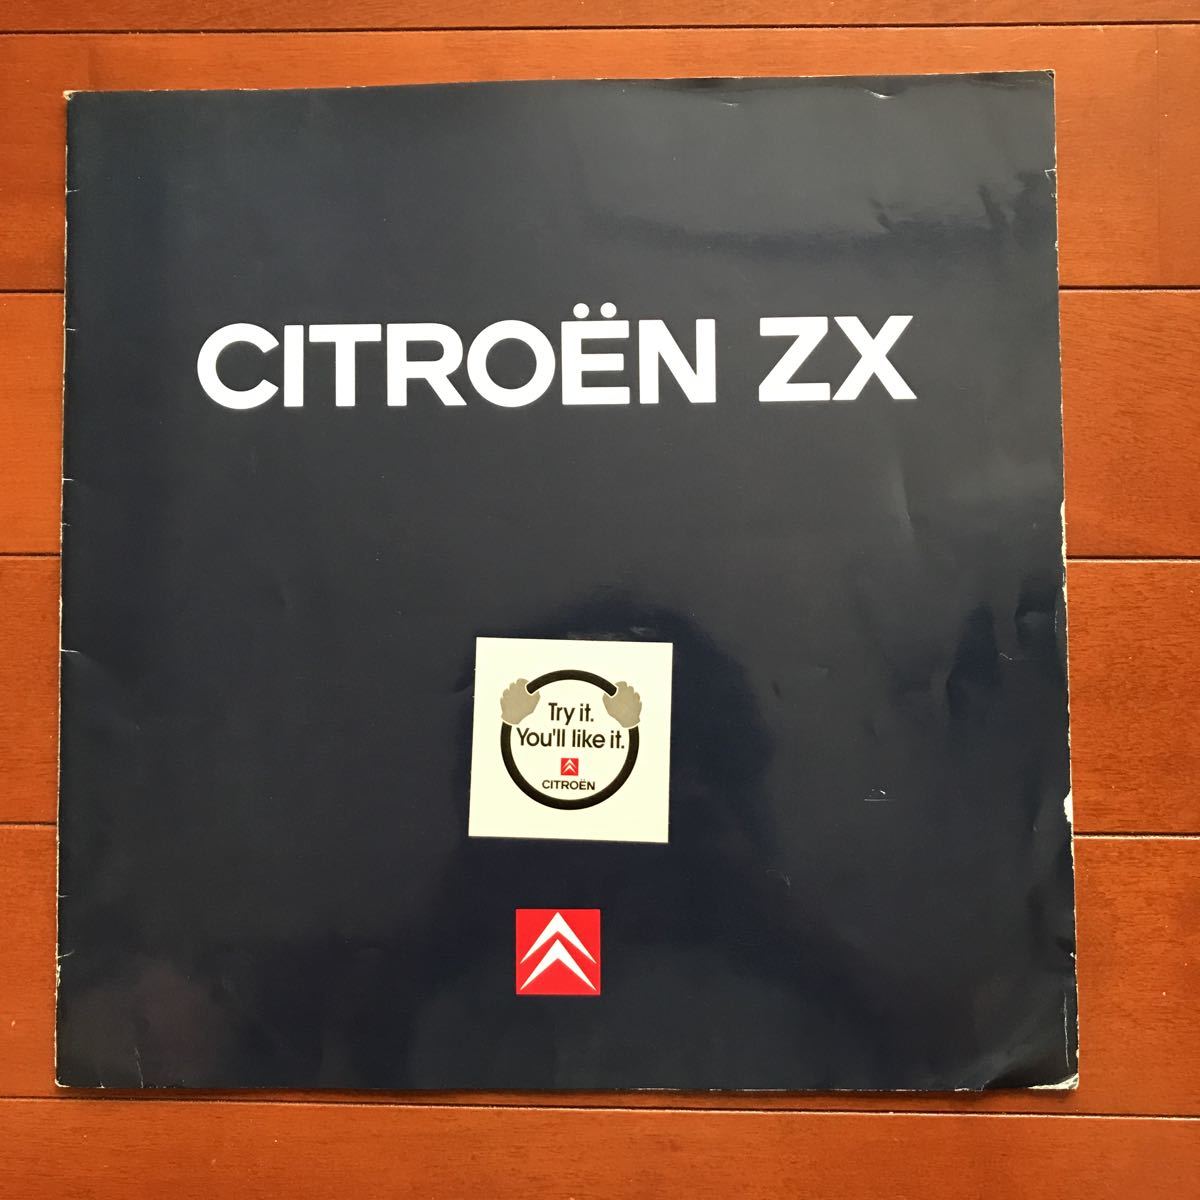 CITROËN ZX
Try it.
You'll like it.
CITROËN